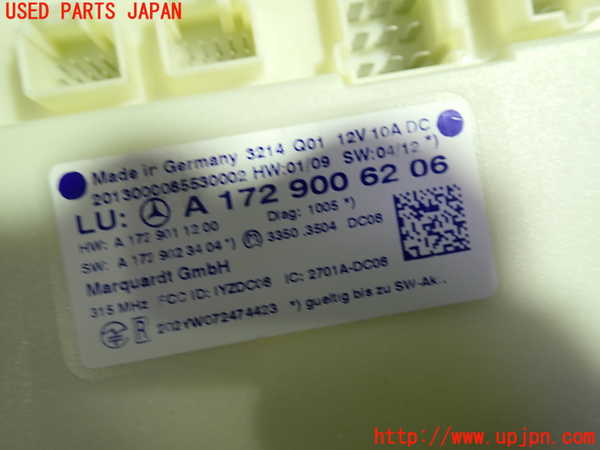 USED PARTS JAPAN
Made in Germany 3214 Q01 12V 10A DC
2013000065530002 HW:01/09 SW:04/12 *)
LU: A 172 900 62 06
HW: A 172 901 12 00 Diag: 1005 *)
SW: A 172 902 34 04 *) 3350 .3504 DC08
Marquardt GmbH
315 MHz FCC ID: IYZDC08 IC: 2701A-DC08
R 202YW072474423 *) gueltig bis zu SW-Ak..
http://www.upjpn.com/